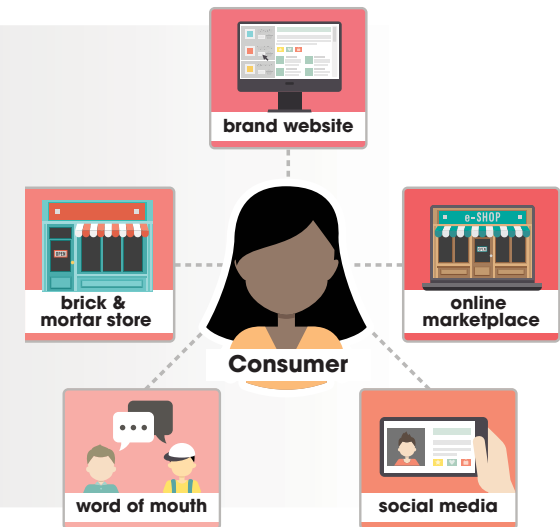 brand website
e-SHOP
brick &
mortar store
online
marketplace
Consumer
word of mouth
social media